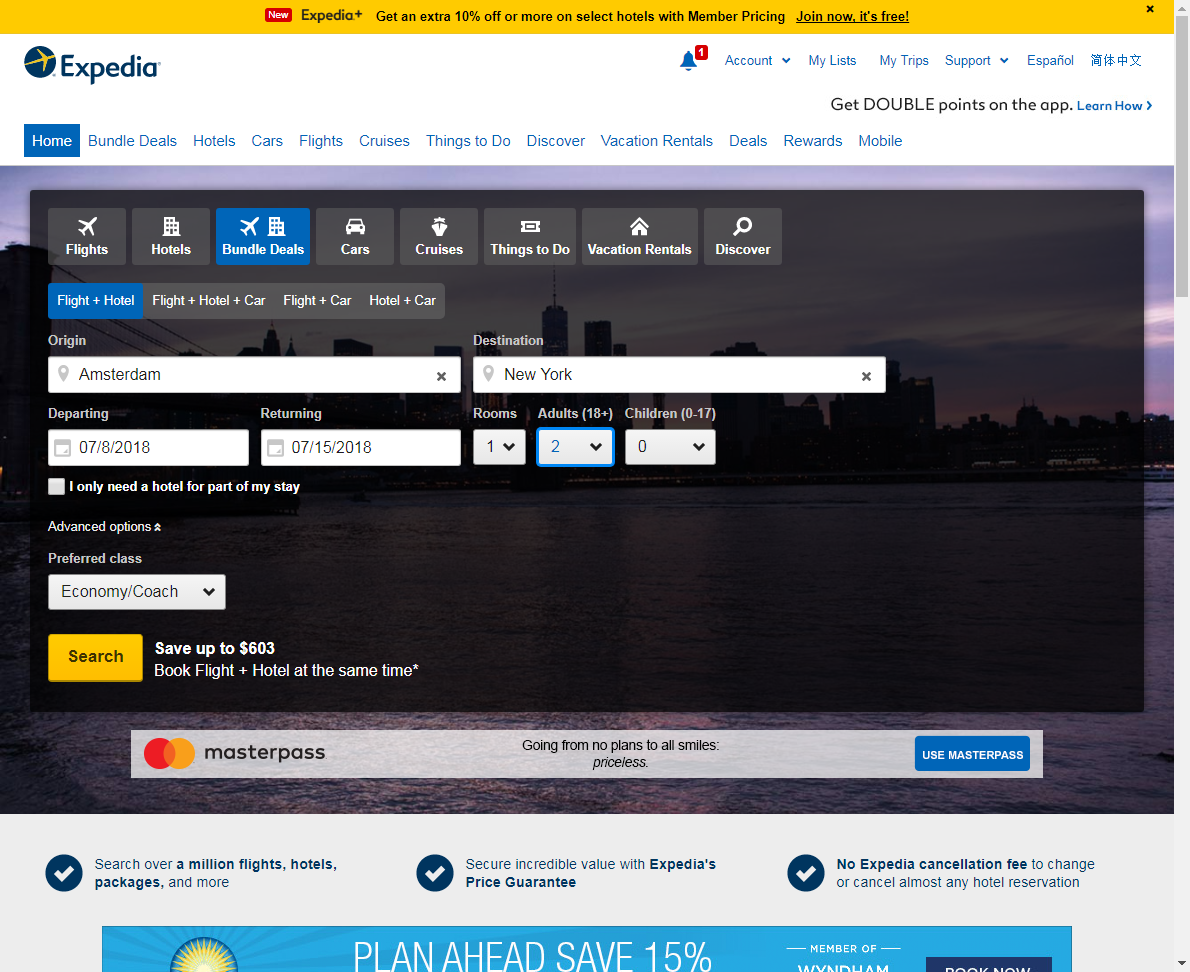 New Expedia+ Get an extra 10% off or more on select hotels with Member Pricing Join now, it's free!
Expedia
1 Account My Lists My Trips Support Español 简体中文
Get DOUBLE points on the app. Learn How
Home Bundle Deals Hotels Cars Flights Cruises Things to Do Discover Vacation Rentals Deals Rewards Mobile
Flights Hotels Bundle Deals Cars Cruises Things to Do Vacation Rentals Discover
Flight + Hotel Flight + Hotel + Car Flight + Car Hotel + Car
Origin Destination
Amsterdam New York
Departing Returning Rooms Adults (18+) Children (0-17)
07/8/2018 07/15/2018 1 2 0
I only need a hotel for part of my stay
Advanced options
Preferred class
Economy/Coach
Search
Save up to $603
Book Flight + Hotel at the same time*
masterpass
Going from no plans to all smiles:
priceless.
USE MASTERPASS
Search over a million flights, hotels,
packages, and more
Secure incredible value with Expedia's
Price Guarantee
No Expedia cancellation fee to change
or cancel almost any hotel reservation
PLAN AHEAD SAVE 15%
MEMBER OF
WYNDHAM
BOOK NOW